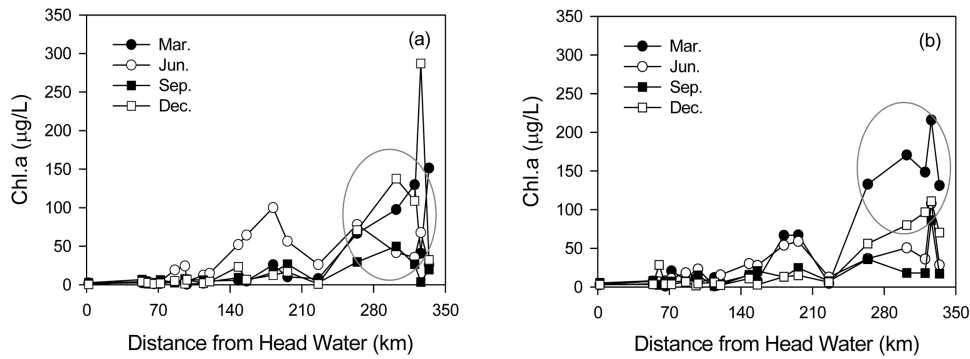 350
300
250
200
150
100
50
0
Chl.a (μg/L)
(a)
Mar.
Jun.
Sep.
Dec.
0 70 140 210 280 350
Distance from Head Water (km)
350
300
250
200
150
100
50
0
Chl.a (μg/L)
(b)
Mar.
Jun.
Sep.
Dec.
0 70 140 210 280 350
Distance from Head Water (km)